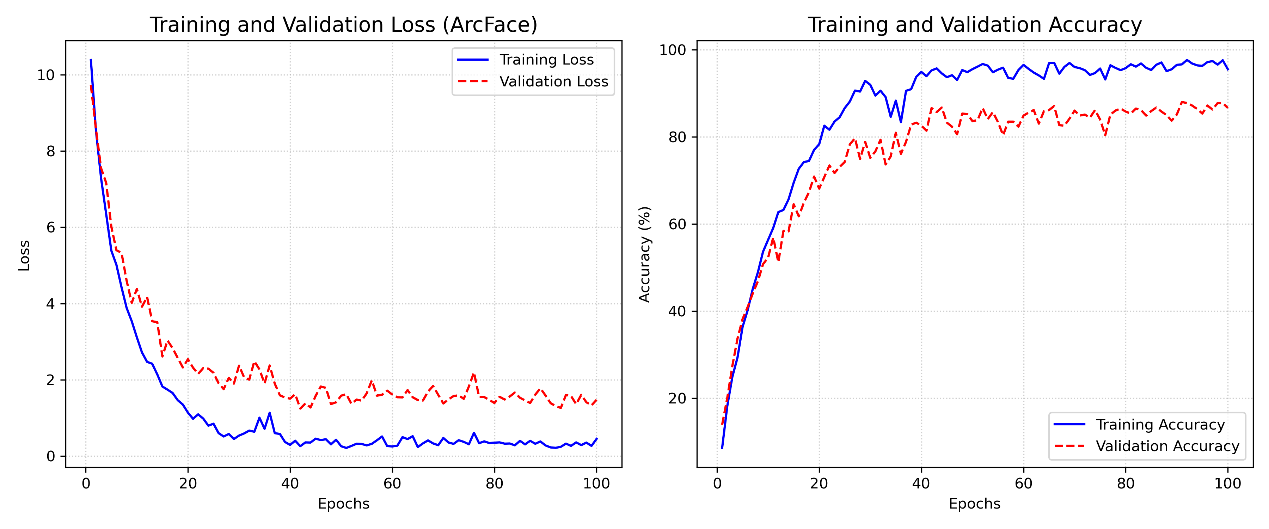 Training and Validation Loss (ArcFace)
Training Loss
Validation Loss
10
8
6
4
2
0
Loss
0 20 40 60 80 100
Epochs
Training and Validation Accuracy
100
80
60
40
20
Accuracy (%)
Training Accuracy
Validation Accuracy
0 20 40 60 80 100
Epochs